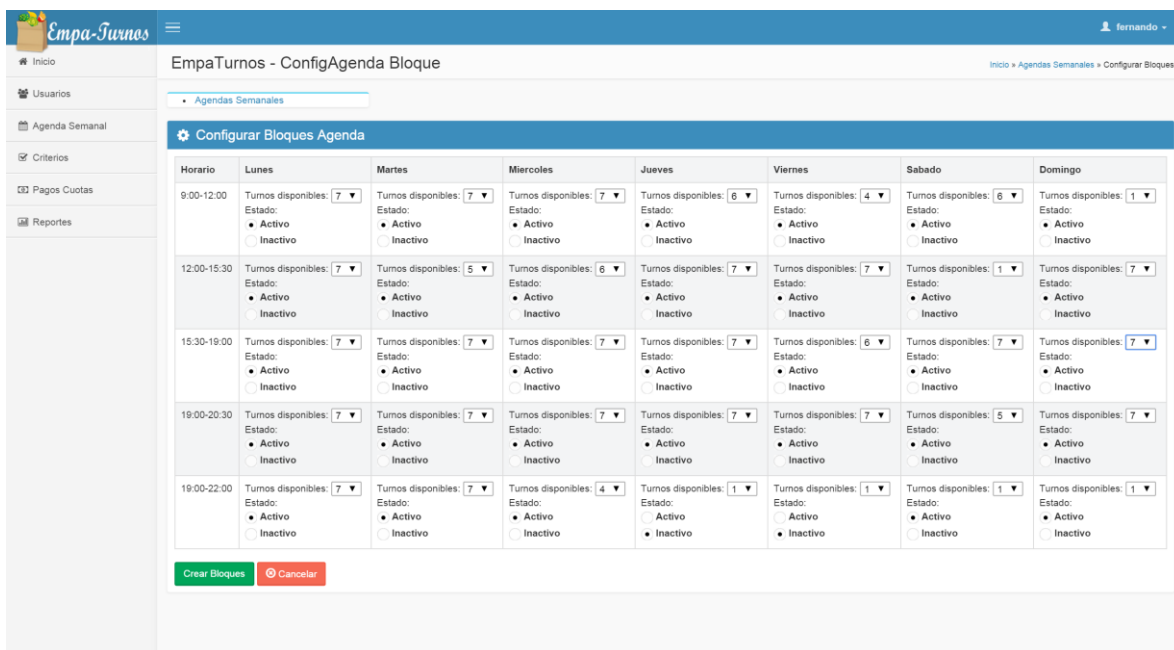 Empa-Turnos
fernando
Inicio
Usuarios
Agenda Semanal
Criterios
Pagos Cuotas
Reportes
EmpaTurnos - ConfigAgenda Bloque
Inicio » Agendas Semanales » Configurar Bloques
Agendas Semanales
Configurar Bloques Agenda
Horario Lunes Martes Miercoles Jueves Viernes Sabado Domingo
9:00-12:00 Turnos disponibles: 7 Turnos disponibles: 7 Turnos disponibles: 7 Turnos disponibles: 6 Turnos disponibles: 4 Turnos disponibles: 6 Turnos disponibles: 1
Estado: Estado: Estado: Estado: Estado: Estado: Estado:
Activo Activo Activo Activo Activo Activo Activo
Inactivo Inactivo Inactivo Inactivo Inactivo Inactivo Inactivo
12:00-15:30 Turnos disponibles: 7 Turnos disponibles: 5 Turnos disponibles: 6 Turnos disponibles: 7 Turnos disponibles: 7 Turnos disponibles: 1 Turnos disponibles: 7
Estado: Estado: Estado: Estado: Estado: Estado: Estado:
Activo Activo Activo Activo Activo Activo Activo
Inactivo Inactivo Inactivo Inactivo Inactivo Inactivo Inactivo
15:30-19:00 Turnos disponibles: 7 Turnos disponibles: 7 Turnos disponibles: 7 Turnos disponibles: 7 Turnos disponibles: 6 Turnos disponibles: 7 Turnos disponibles: 7
Estado: Estado: Estado: Estado: Estado: Estado: Estado:
Activo Activo Activo Activo Activo Activo Activo
Inactivo Inactivo Inactivo Inactivo Inactivo Inactivo Inactivo
19:00-20:30 Turnos disponibles: 7 Turnos disponibles: 7 Turnos disponibles: 7 Turnos disponibles: 7 Turnos disponibles: 7 Turnos disponibles: 5 Turnos disponibles: 7
Estado: Estado: Estado: Estado: Estado: Estado: Estado:
Activo Activo Activo Activo Activo Activo Activo
Inactivo Inactivo Inactivo Inactivo Inactivo Inactivo Inactivo
19:00-22:00 Turnos disponibles: 7 Turnos disponibles: 7 Turnos disponibles: 4 Turnos disponibles: 1 Turnos disponibles: 1 Turnos disponibles: 1 Turnos disponibles: 1
Estado: Estado: Estado: Estado: Estado: Estado: Estado:
Activo Activo Activo Activo Activo Activo Activo
Inactivo Inactivo Inactivo Inactivo Inactivo Inactivo Inactivo
Crear Bloques Cancelar